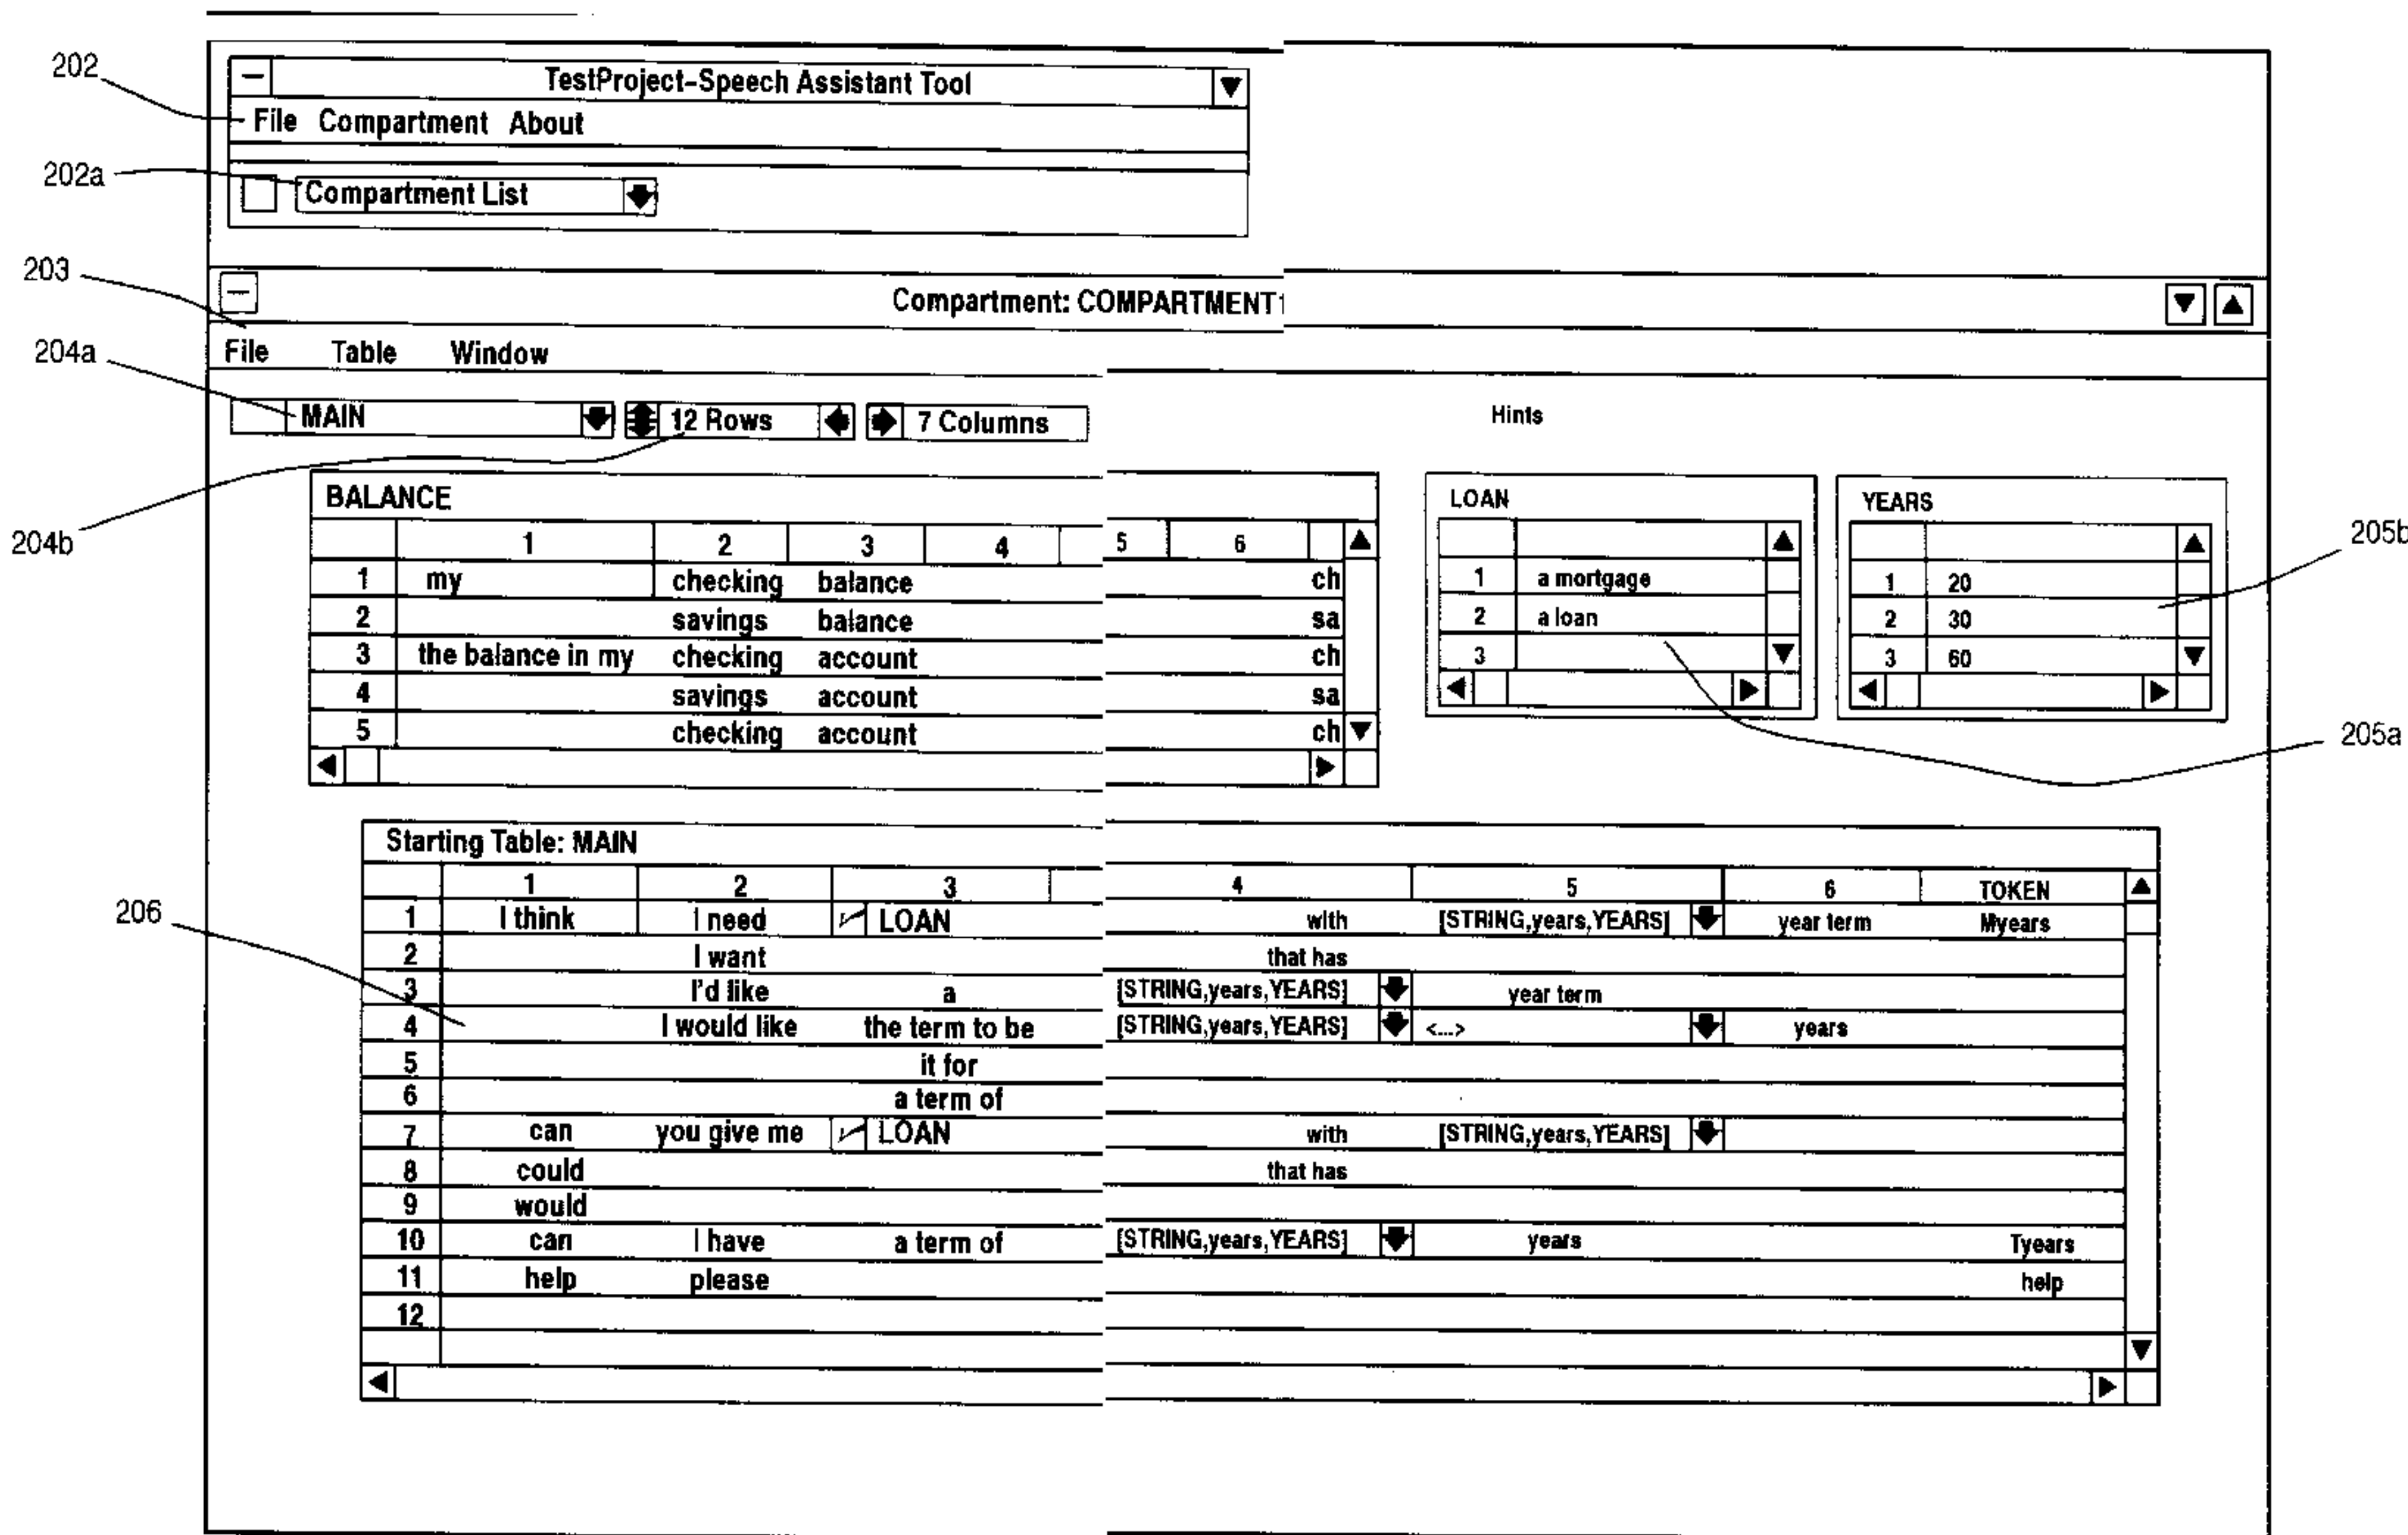 202
TestProject-Speech Assistant Tool
File Compartment About
202a
Compartment List
203
Compartment: COMPARTMENT1
204a
File Table Window
MAIN 12 Rows 7 Columns
Hints
204b
BALANCE
1 2 3 4 5 6
1 my checking balance ch
2 savings balance sa
3 the balance in my checking account ch
4 savings account sa
5 checking account ch
LOAN
1 a mortgage
2 a loan
3
YEARS
1 20
2 30
3 60
205b
205a
Starting Table: MAIN
1 2 3 4 5 6 TOKEN
206
1 I think I need LOAN with [STRING,years,YEARS] year term Myears
2 I want that has
3 I'd like a [STRING,years,YEARS] year term
4 I would like the term to be [STRING,years,YEARS] <...> years
5 it for
6 a term of
7 can you give me LOAN with [STRING,years,YEARS]
8 could that has
9 would
10 can I have a term of [STRING,years,YEARS] years Tyears
11 help please help
12